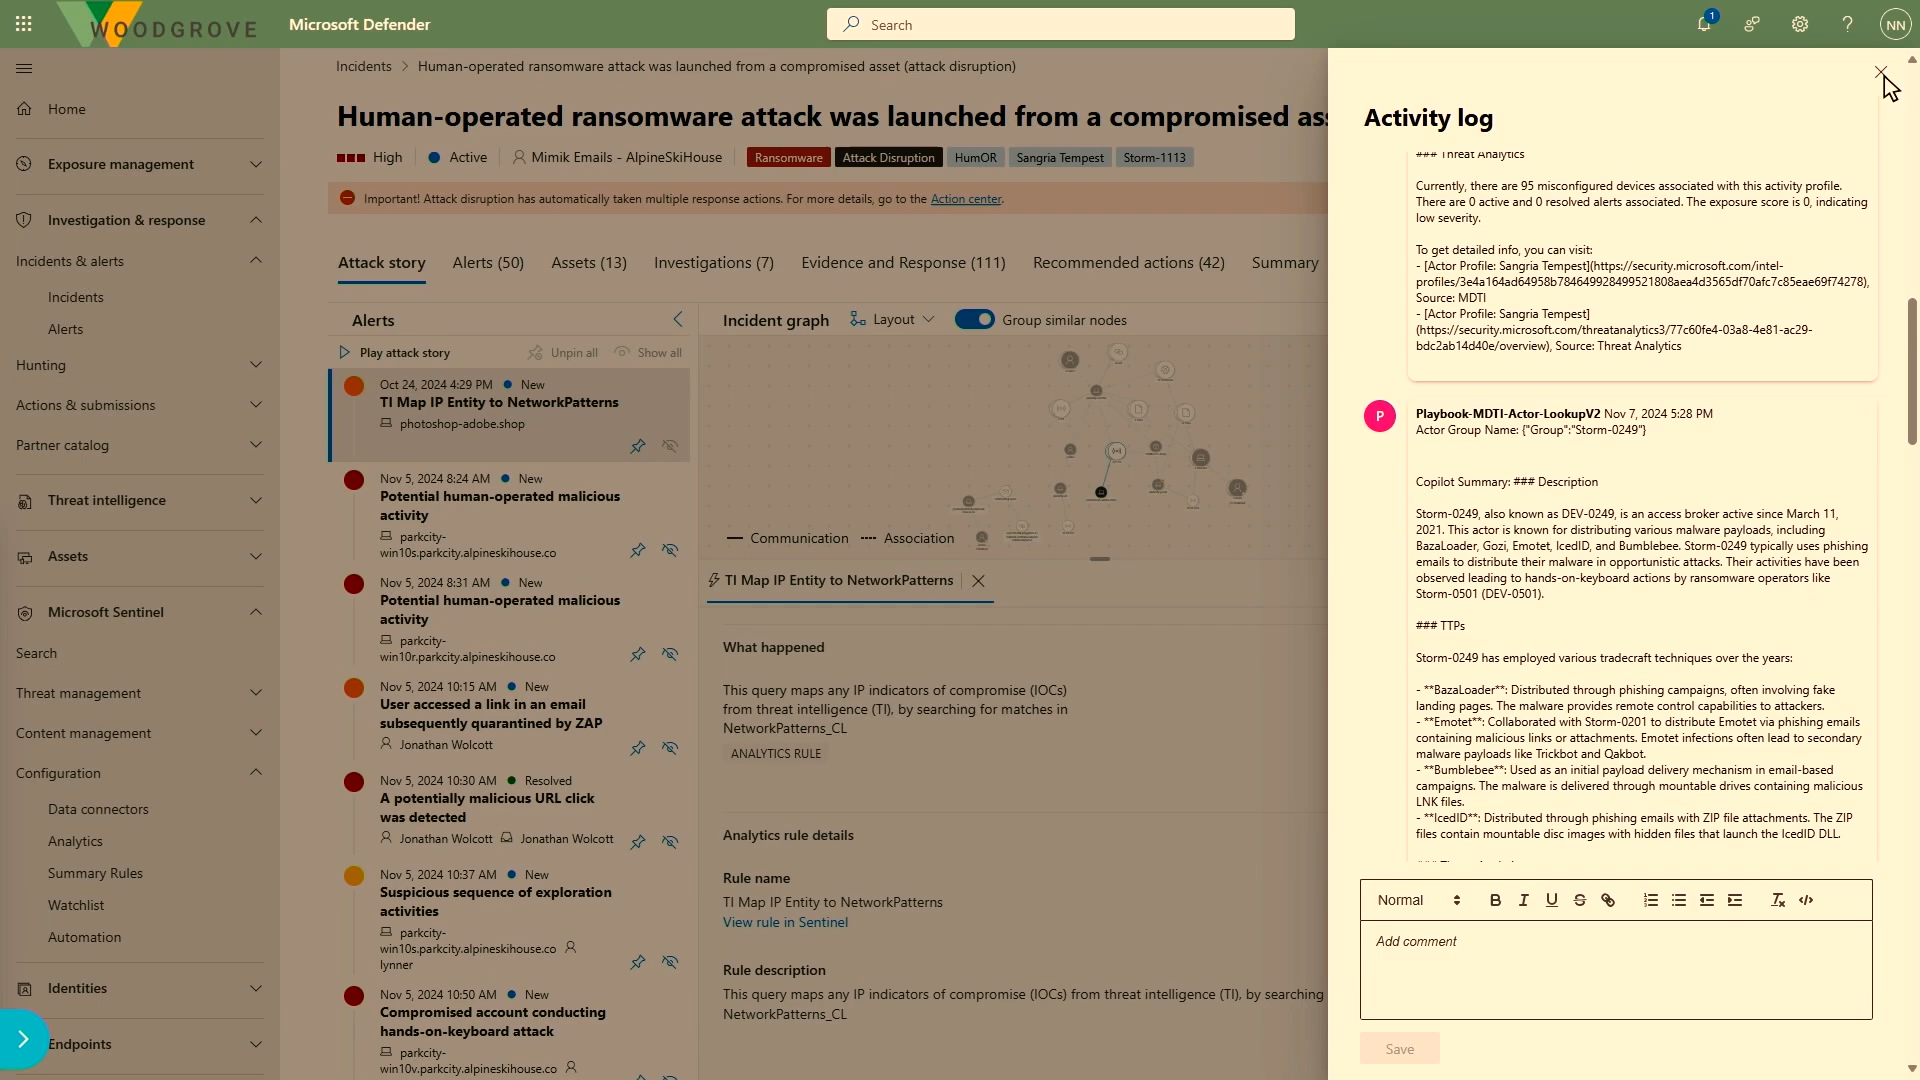 WOODGROVE
Microsoft Defender
Search
1
NN
Home
Exposure management
Investigation & response
Incidents & alerts
Incidents
Alerts
Hunting
Actions & submissions
Partner catalog
Threat intelligence
Assets
Microsoft Sentinel
Search
Threat management
Content management
Configuration
Data connectors
Analytics
Summary Rules
Watchlist
Automation
Identities
Endpoints
Incidents > Human-operated ransomware attack was launched from a compromised asset (attack disruption)
Human-operated ransomware attack was launched from a compromised
High
Active
Mimik Emails - AlpineSkiHouse
Ransomware
Attack Disruption
HumOR
Sangria Tempest
Storm-1113
Important! Attack disruption has automatically taken multiple response actions. For more details, go to the Action center.
Attack story
Alerts (50)
Assets (13)
Investigations (7)
Evidence and Response (111)
Recommended actions (42)
Summary
Alerts
Play attack story
Unpin all
Show all
Oct 24, 2024 4:29 PM New
TI Map IP Entity to NetworkPatterns
photoshop-adobe.shop
Nov 5, 2024 8:24 AM New
Potential human-operated malicious
activity
parkcity-
win10s.parkcity.alpineskihouse.co
Nov 5, 2024 8:31 AM New
Potential human-operated malicious
activity
parkcity-
win10r.parkcity.alpineskihouse.co
Nov 5, 2024 10:15 AM New
User accessed a link in an email
subsequently quarantined by ZAP
Jonathan Wolcott
Nov 5, 2024 10:30 AM Resolved
A potentially malicious URL click
was detected
Jonathan Wolcott Jonathan Wolcott
Nov 5, 2024 10:37 AM New
Suspicious sequence of exploration
activities
parkcity-
win10s.parkcity.alpineskihouse.co
lynner
Nov 5, 2024 10:50 AM New
Compromised account conducting
hands-on-keyboard attack
parkcity-
win10v.parkcity.alpineskihouse.co
Incident graph
Layout
Group similar nodes
Communication
Association
TI Map IP Entity to NetworkPatterns
What happened
This query maps any IP indicators of compromise (IOCs)
from threat intelligence (TI), by searching for matches in
NetworkPatterns_CL
ANALYTICS RULE
Analytics rule details
Rule name
TI Map IP Entity to NetworkPatterns
View rule in Sentinel
Rule description
This query maps any IP indicators of compromise (IOCs) from threat intelligence (TI), by searching
NetworkPatterns_CL
Activity log
### Threat Analytics
Currently, there are 95 misconfigured devices associated with this activity profile.
There are 0 active and 0 resolved alerts associated. The exposure score is 0, indicating
low severity.
To get detailed info, you can visit:
- [Actor Profile: Sangria Tempest](https://security.microsoft.com/intel-
profiles/3e4a164ad64958b784649928499521808aea4d3565df70afc7c85eae69f74278),
Source: MDTI
- [Actor Profile: Sangria Tempest]
(https://security.microsoft.com/threatanalytics3/77c60fe4-03a8-4e81-ac29-
bdc2ab14d40e/overview), Source: Threat Analytics
P
Playbook-MDTI-Actor-LookupV2 Nov 7, 2024 5:28 PM
Actor Group Name: {"Group":"Storm-0249"}
Copilot Summary: ### Description
Storm-0249, also known as DEV-0249, is an access broker active since March 11,
2021. This actor is known for distributing various malware payloads, including
BazaLoader, Gozi, Emotet, IcedID, and Bumblebee. Storm-0249 typically uses phishing
emails to distribute their malware in opportunistic attacks. Their activities have been
observed leading to hands-on-keyboard actions by ransomware operators like
Storm-0501 (DEV-0501).
### TTPs
Storm-0249 has employed various tradecraft techniques over the years:
- **BazaLoader**: Distributed through phishing campaigns, often involving fake
landing pages. The malware provides remote control capabilities to attackers.
- **Emotet**: Collaborated with Storm-0201 to distribute Emotet via phishing emails
containing malicious links or attachments. Emotet infections often lead to secondary
malware payloads like Trickbot and Qakbot.
- **Bumblebee**: Used as an initial payload delivery mechanism in email-based
campaigns. The malware is delivered through mountable drives containing malicious
LNK files.
- **IcedID**: Distributed through phishing emails with ZIP file attachments. The ZIP
files contain mountable disc images with hidden files that launch the IcedID DLL.
Normal
Add comment
Save